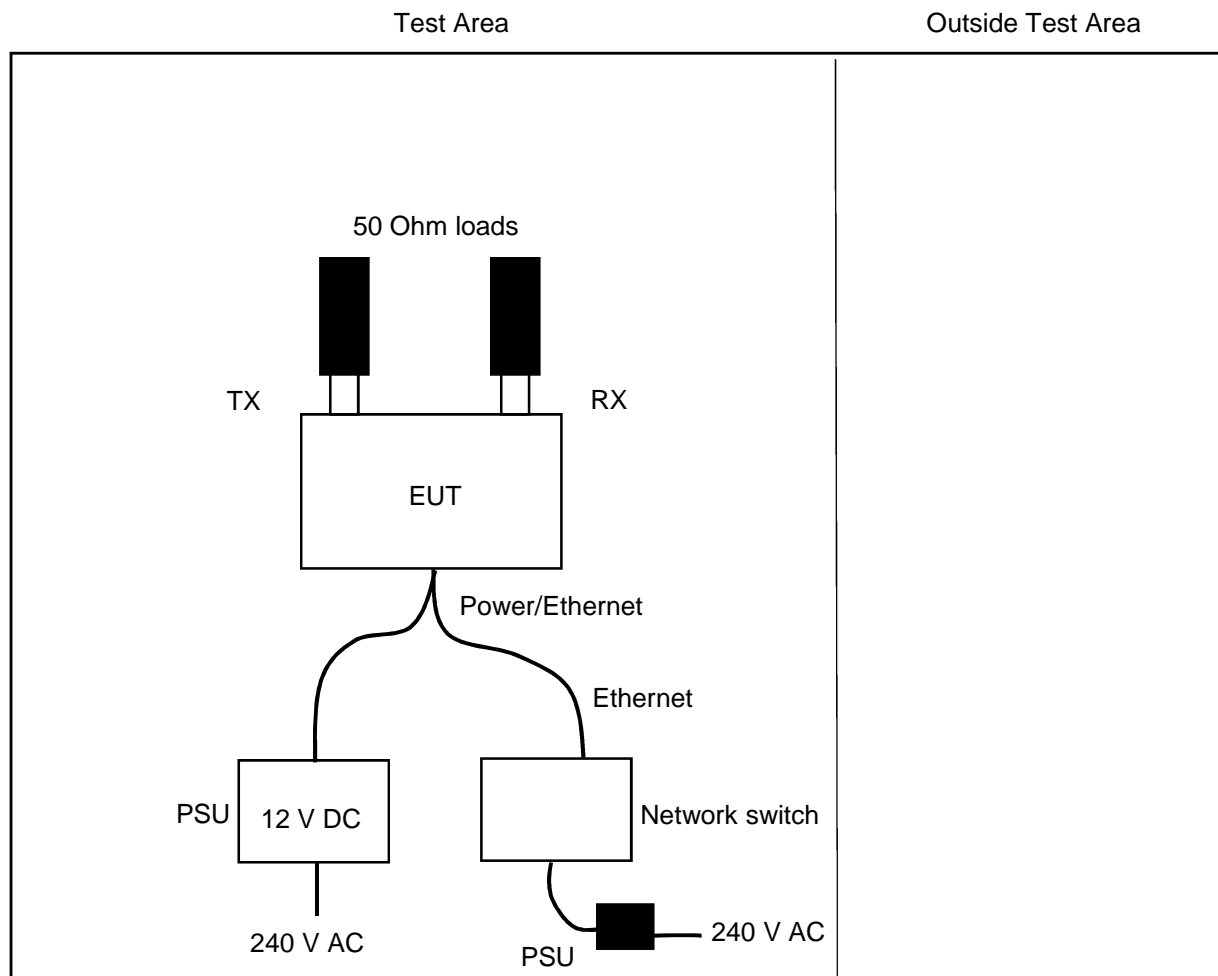 Test Area
Outside Test Area
50 Ohm loads
TX
RX
EUT
Power/Ethernet
Ethernet
PSU
12 V DC
Network switch
240 V AC
PSU
240 V AC